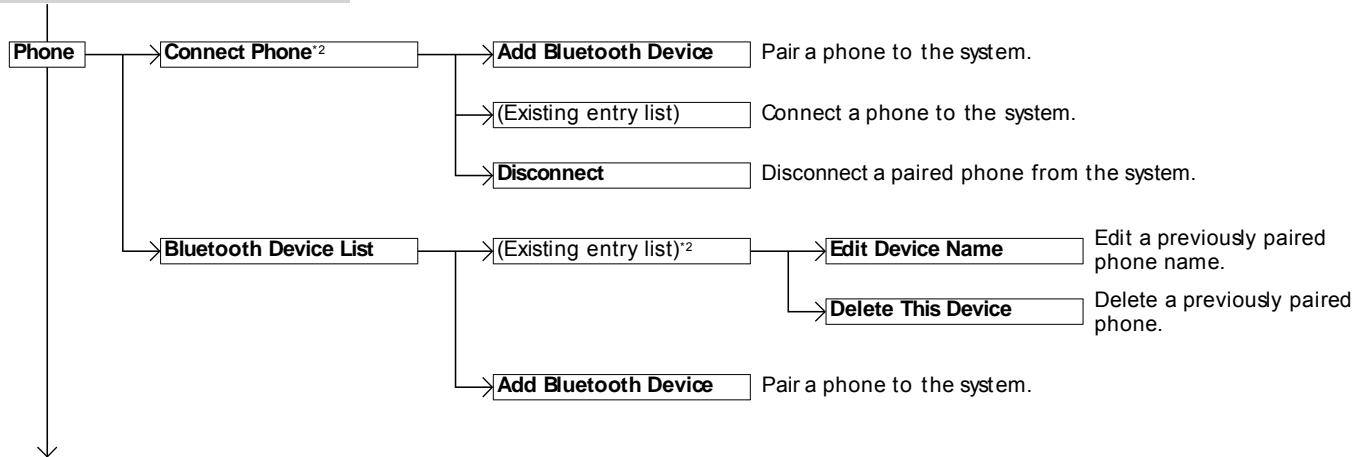 Phone
Connect Phone*2
Add Bluetooth Device
Pair a phone to the system.
(Existing entry list)
Connect a phone to the system.
Disconnect
Disconnect a paired phone from the system.
Bluetooth Device List
(Existing entry list)*2
Edit Device Name
Edit a previously paired
phone name.
Delete This Device
Delete a previously paired
phone.
Add Bluetooth Device
Pair a phone to the system.